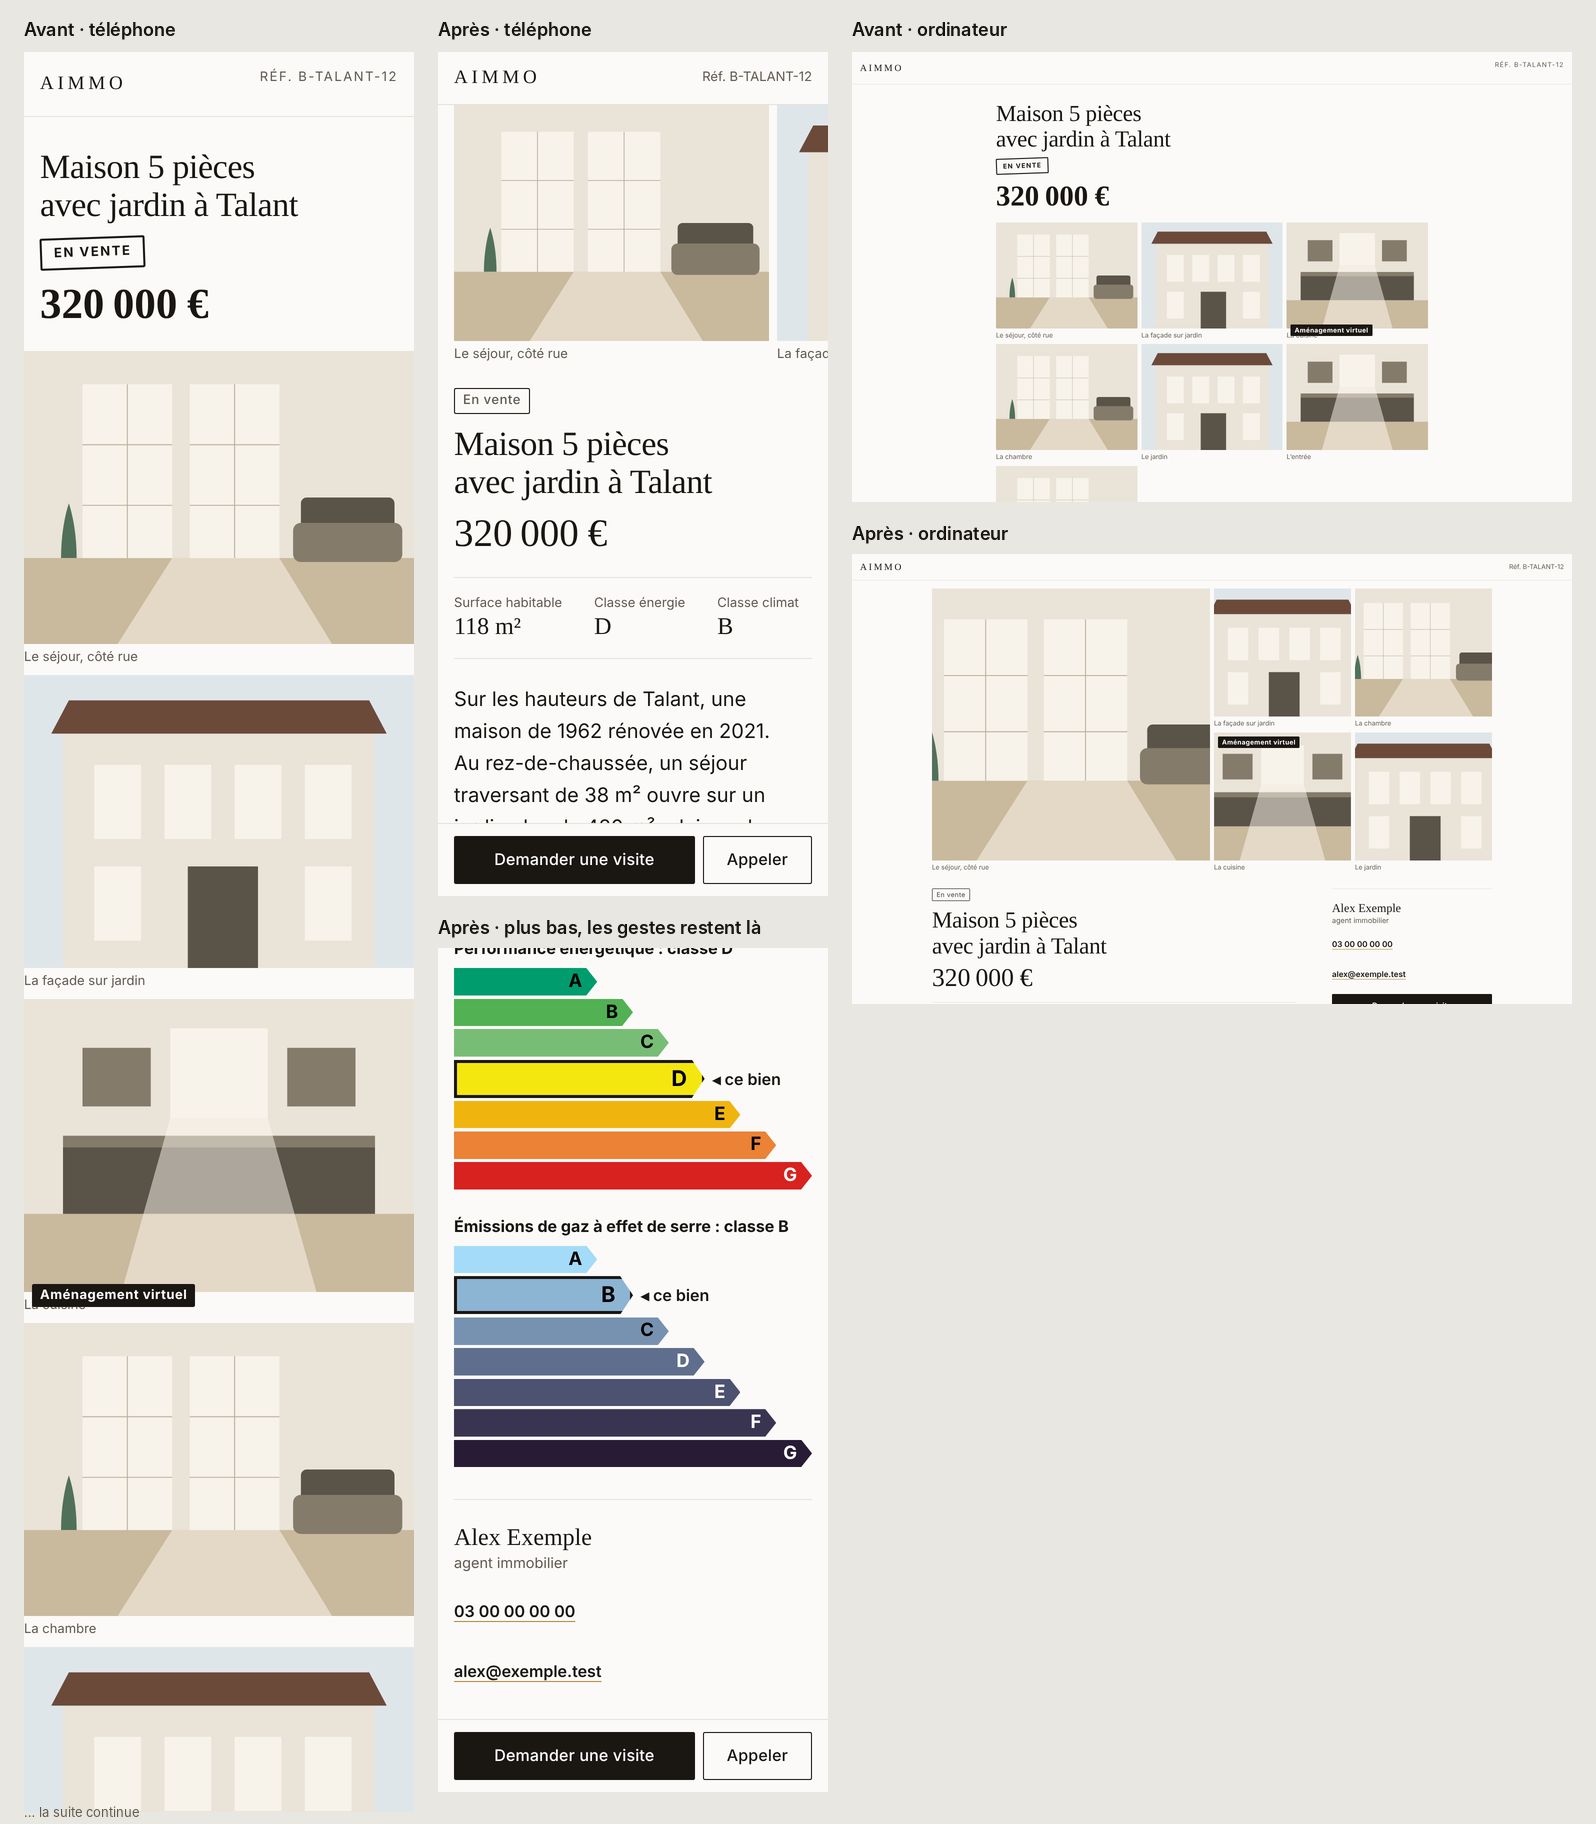 Avant · téléphone
AIMMO
RÉF. B-TALANT-12
Maison 5 pièces
avec jardin à Talant
EN VENTE
320 000 €
Le séjour, côté rue
La façade sur jardin
Aménagement virtuel
La chambre
... la suite continue
Après · téléphone
AIMMO
Réf. B-TALANT-12
Le séjour, côté rue
La façad
En vente
Maison 5 pièces
avec jardin à Talant
320 000 €
Surface habitable
118 m²
Classe énergie
D
Classe climat
B
Sur les hauteurs de Talant, une
maison de 1962 rénovée en 2021.
Au rez-de-chaussée, un séjour
traversant de 38 m² ouvre sur un
Demander une visite
Appeler
Après · plus bas, les gestes restent là
Performance énergétique : classe D
A
B
C
D
◂ ce bien
E
F
G
Émissions de gaz à effet de serre : classe B
A
B
◂ ce bien
C
D
E
F
G
Alex Exemple
agent immobilier
03 00 00 00 00
alex@exemple.test
Demander une visite
Appeler
Avant · ordinateur
AIMMO
RÉF. B-TALANT-12
Maison 5 pièces
avec jardin à Talant
EN VENTE
320 000 €
Le séjour, côté rue
La façade sur jardin
Aménagement virtuel
La chambre
Le jardin
L'entrée
Après · ordinateur
AIMMO
Réf. B-TALANT-12
La façade sur jardin
La chambre
Aménagement virtuel
Le séjour, côté rue
La cuisine
Le jardin
En vente
Maison 5 pièces
avec jardin à Talant
320 000 €
Alex Exemple
agent immobilier
03 00 00 00 00
alex@exemple.test